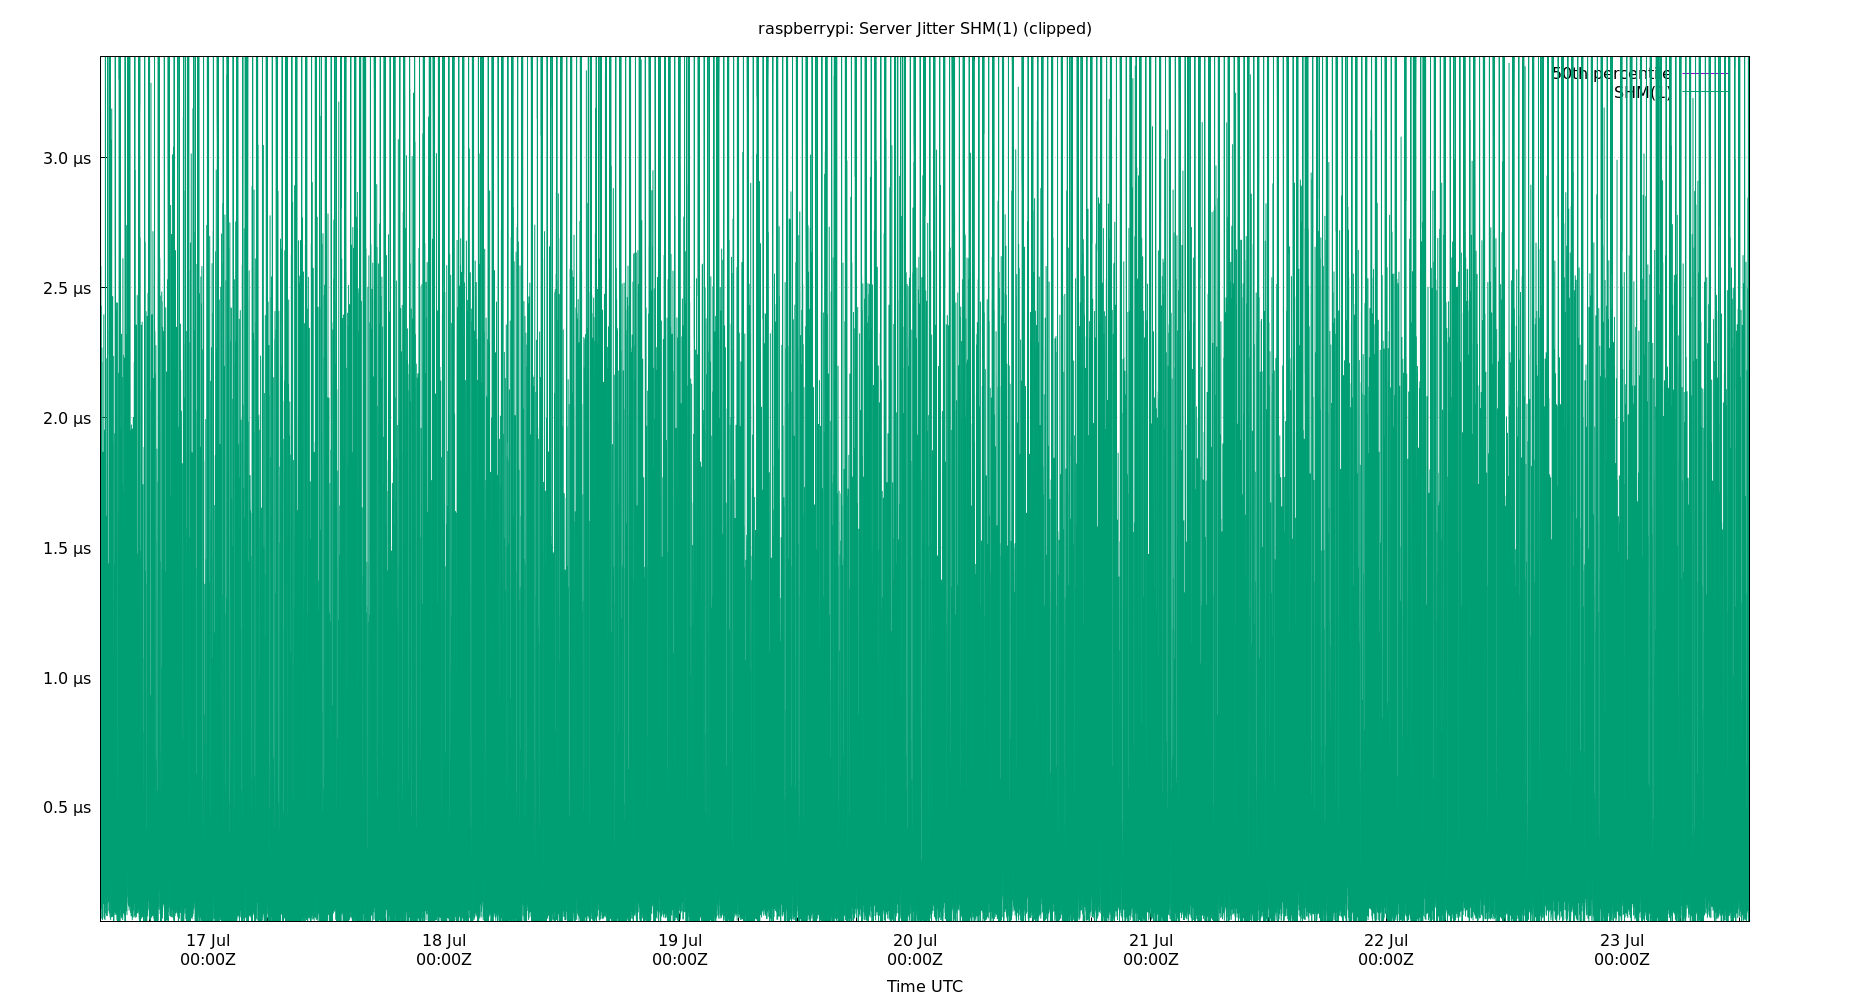 raspberrypi: Server Jitter SHM(1) (clipped)
50th percentile
SHM(1)
3.0 µs
2.5 µs
2.0 µs
1.5 µs
1.0 µs
0.5 µs
17 Jul 18 Jul 19 Jul 20 Jul 21 Jul 22 Jul 23 Jul
00:00Z 00:00Z 00:00Z 00:00Z 00:00Z 00:00Z 00:00Z
Time UTC